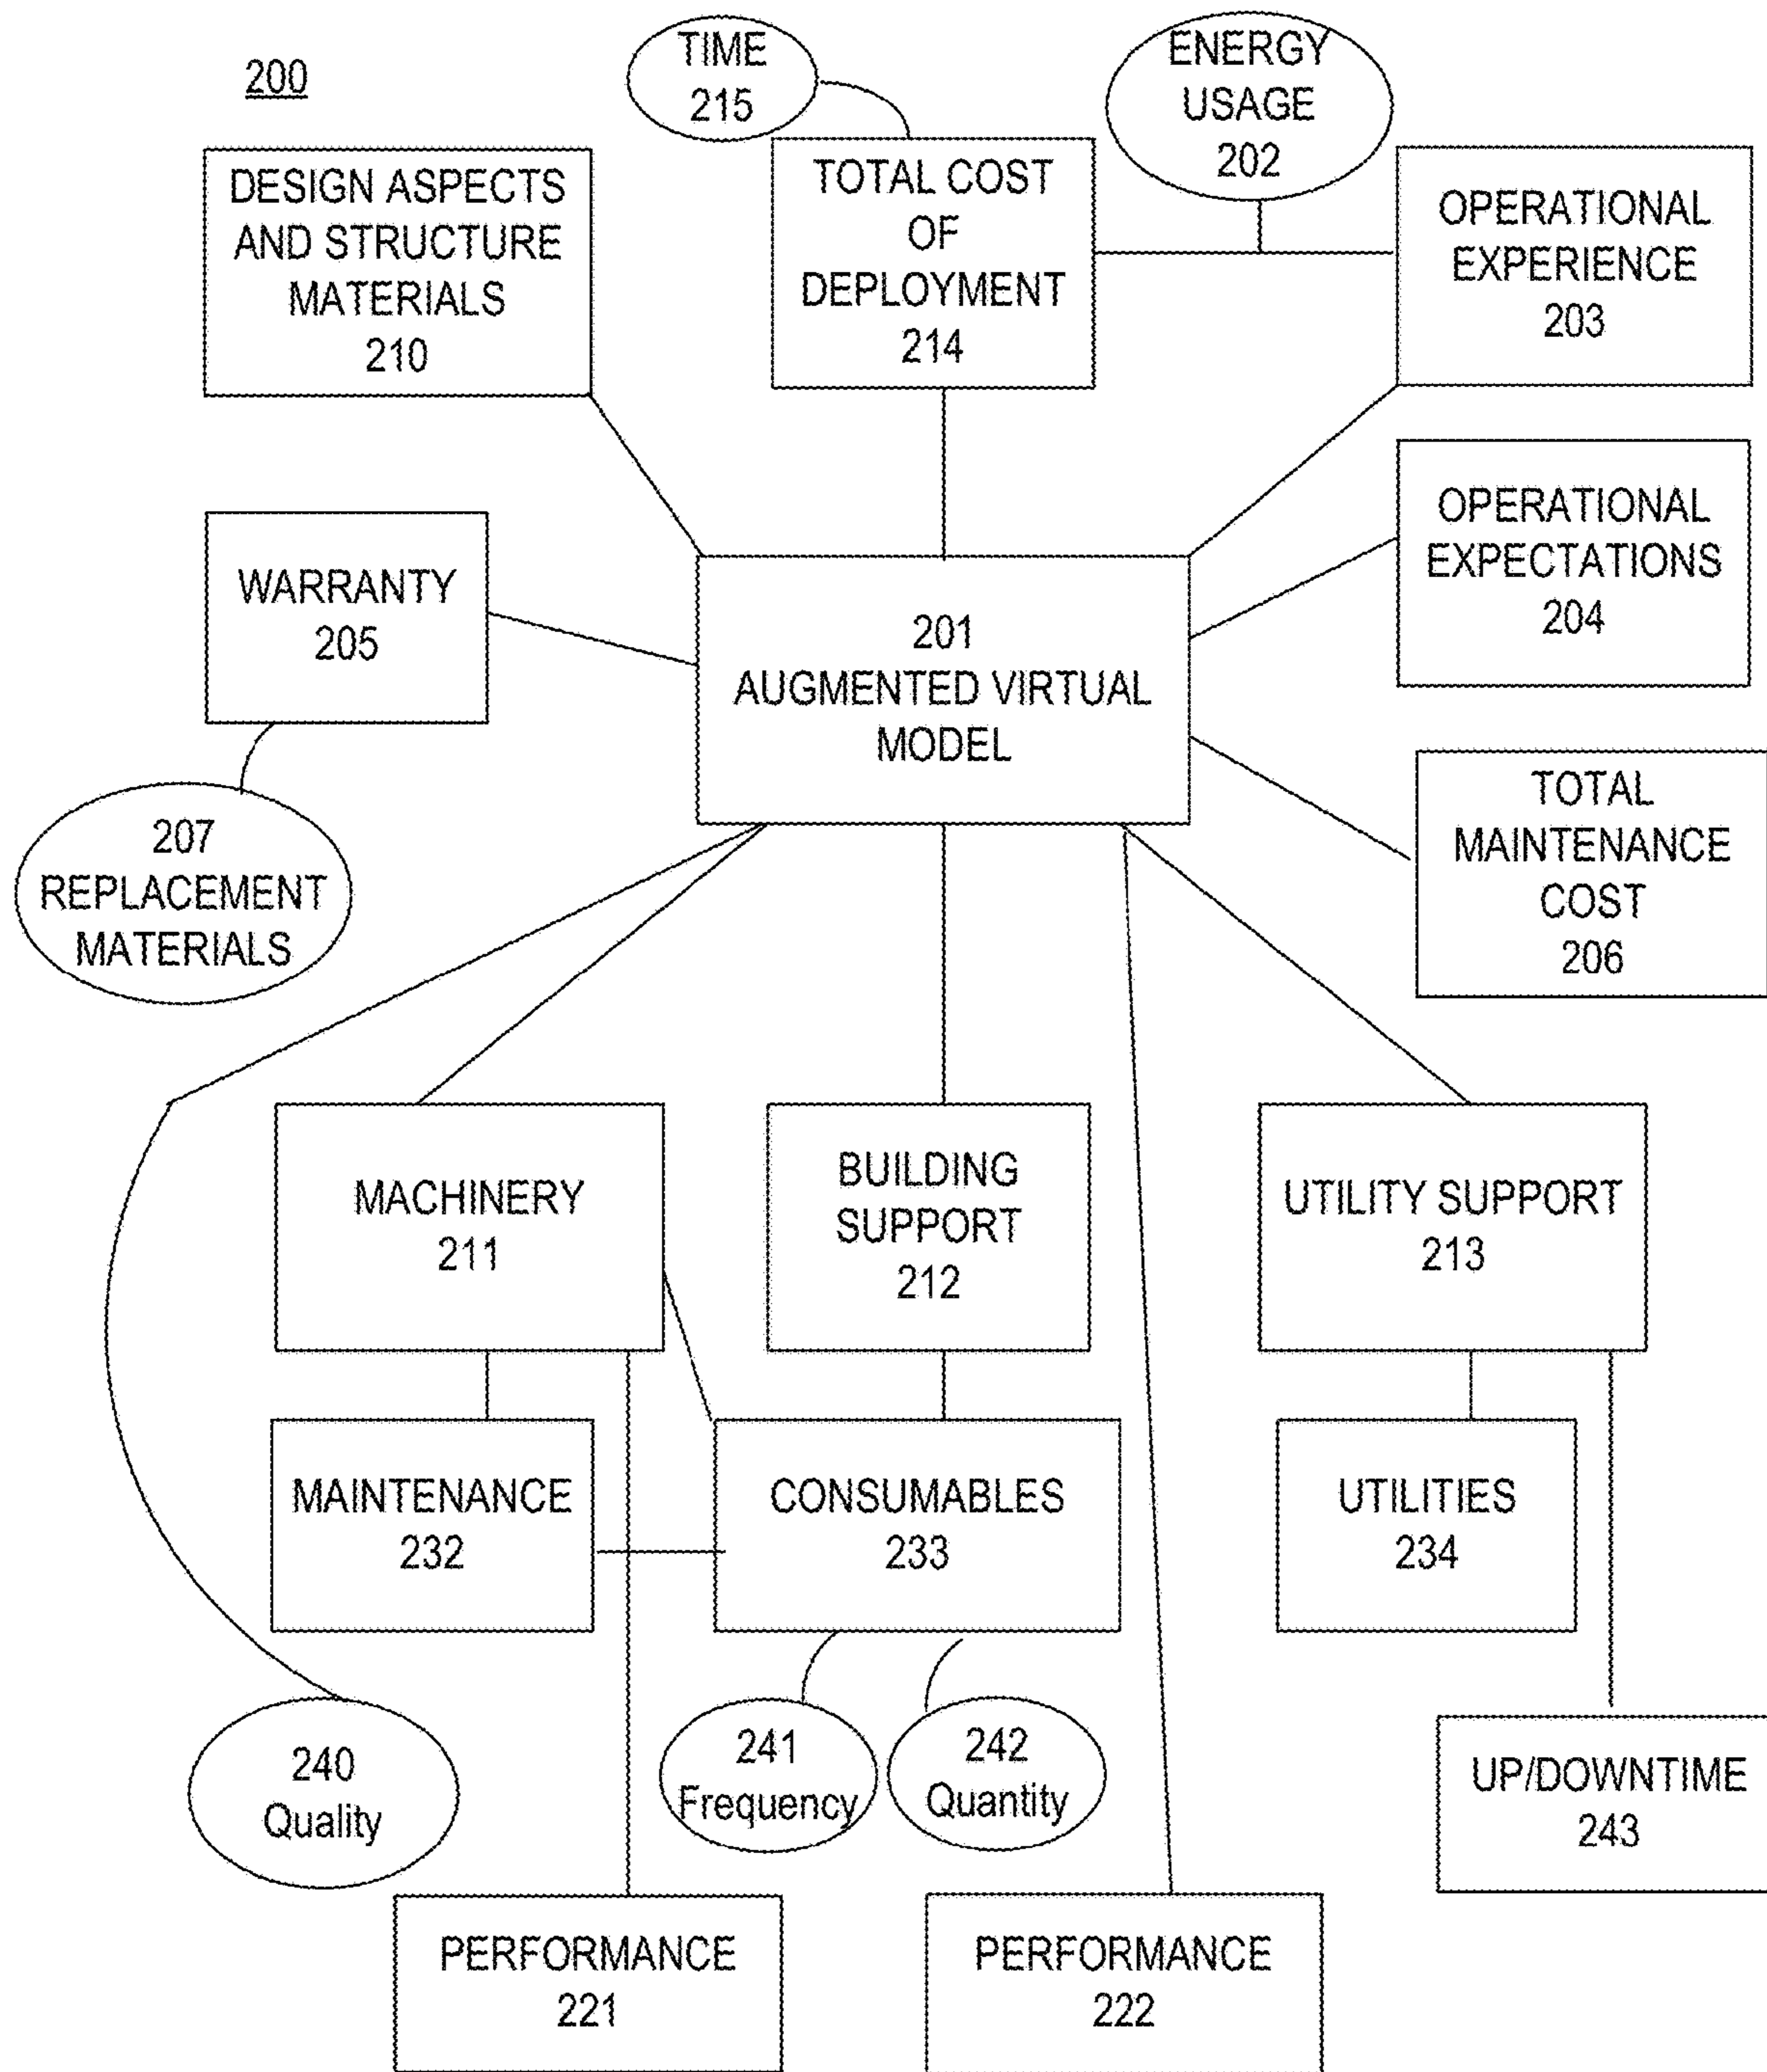 200
TIME
215
ENERGY
USAGE
202
DESIGN ASPECTS
AND STRUCTURE
MATERIALS
210
TOTAL COST
OF
DEPLOYMENT
214
OPERATIONAL
EXPERIENCE
203
OPERATIONAL
EXPECTATIONS
204
WARRANTY
205
201
AUGMENTED VIRTUAL
MODEL
TOTAL
MAINTENANCE
COST
206
207
REPLACEMENT
MATERIALS
MACHINERY
211
BUILDING
SUPPORT
212
UTILITY SUPPORT
213
MAINTENANCE
232
CONSUMABLES
233
UTILITIES
234
240
Quality
241
Frequency
242
Quantity
UP/DOWNTIME
243
PERFORMANCE
221
PERFORMANCE
222